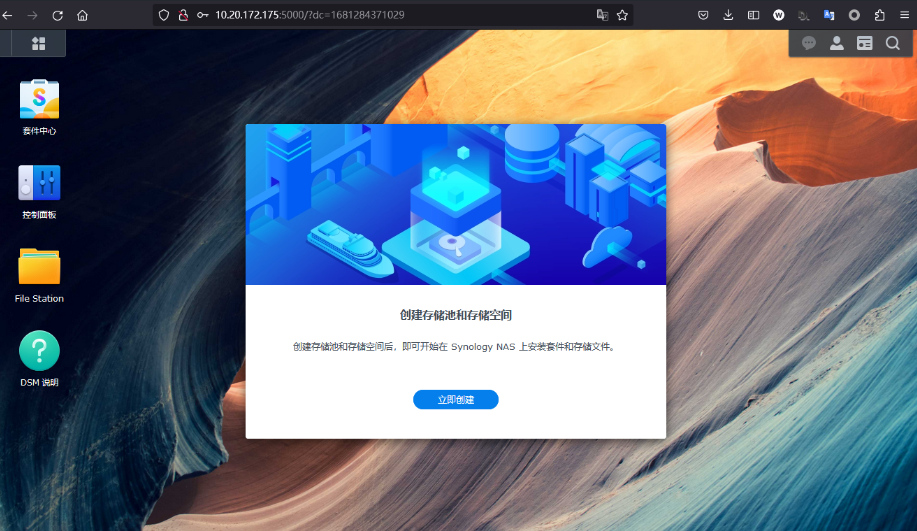 10.20.172.175:5000/?dc=1681284371029
套件中心
控制面板
File Station
DSM 说明
创建存储池和存储空间
创建存储池和存储空间后，即可开始在 Synology NAS 上安装套件和存储文件。
立即创建